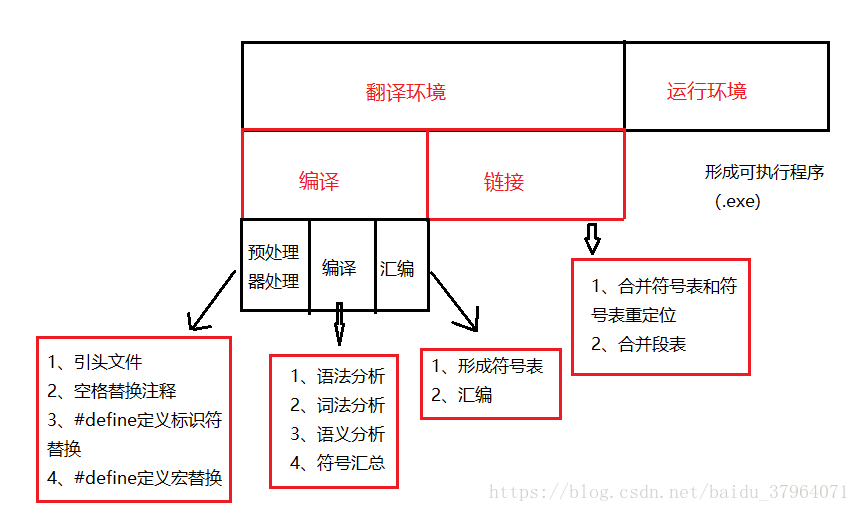 翻译环境
运行环境
编译
链接
形成可执行程序
（.exe）
预处理
器处理
编译
汇编
1、引头文件
2、空格替换注释
3、#define定义标识符
替换
4、#define定义宏替换
1、语法分析
2、词法分析
3、语义分析
4、符号汇总
1、形成符号表
2、汇编
1、合并符号表和符
号表重定位
2、合并段表
https://blog.csdn.net/baidu_37964071